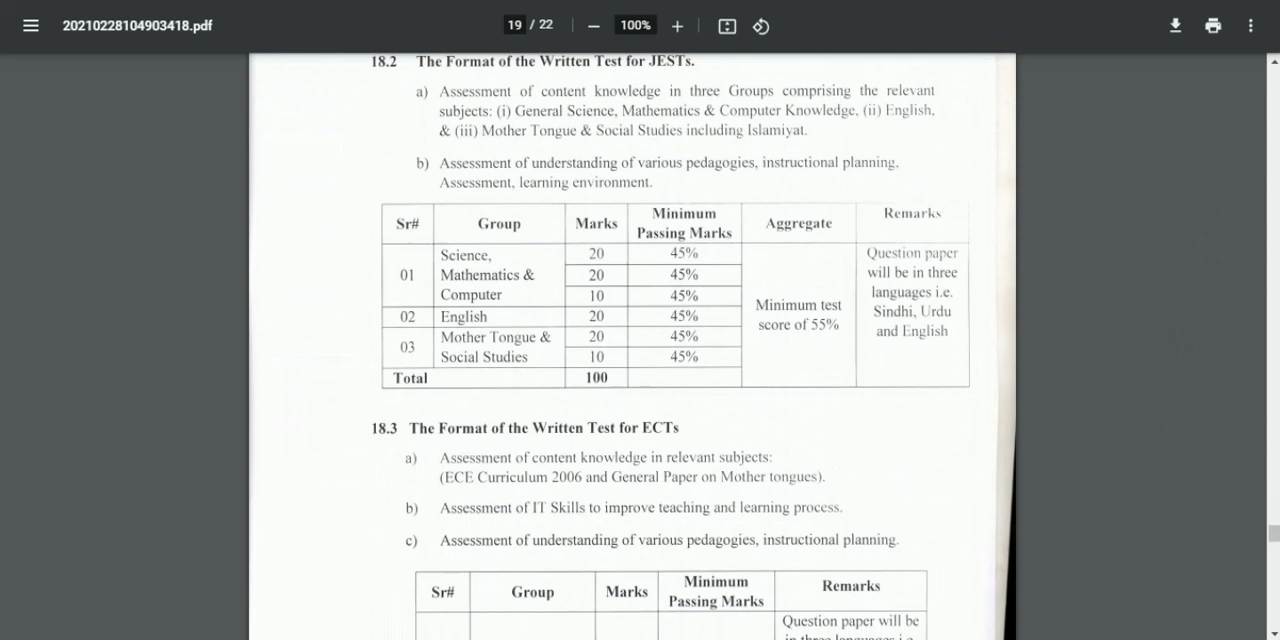 20210228104903418.pdf
19 / 22
100%
18.2 The Format of the Written Test for JESTs.
a) Assessment of content knowledge in three Groups comprising the relevant
subjects: (i) General Science, Mathematics & Computer Knowledge, (ii) English,
& (iii) Mother Tongue & Social Studies including Islamiyat.
b) Assessment of understanding of various pedagogies, instructional planning,
Assessment, learning environment.
Sr# Group Marks Minimum Passing Marks Aggregate Remarks
01 Science, Mathematics & Computer
20 45%
20 45%
10 45%
02 English 20 45%
03 Mother Tongue & Social Studies
20 45%
10 45%
Total 100
Minimum test
score of 55%
Question paper
will be in three
languages i.e.
Sindhi, Urdu
and English
18.3 The Format of the Written Test for ECTs
a) Assessment of content knowledge in relevant subjects:
(ECE Curriculum 2006 and General Paper on Mother tongues).
b) Assessment of IT Skills to improve teaching and learning process.
c) Assessment of understanding of various pedagogies, instructional planning.
Sr# Group Marks Minimum Passing Marks Remarks
Question paper will be
in three languages i.e.